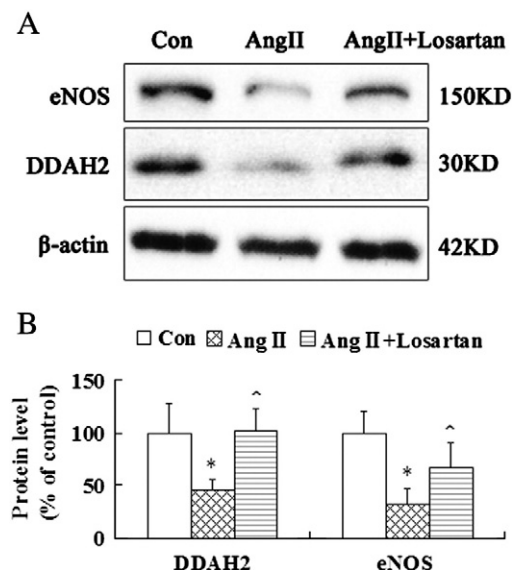 A
Con AngII AngII+Losartan
eNOS 150KD
DDAH2 30KD
β-actin 42KD
B
Con Ang II Ang II+Losartan
Protein level
(% of control)
150
100
50
0
* ^ * ^
DDAH2 eNOS